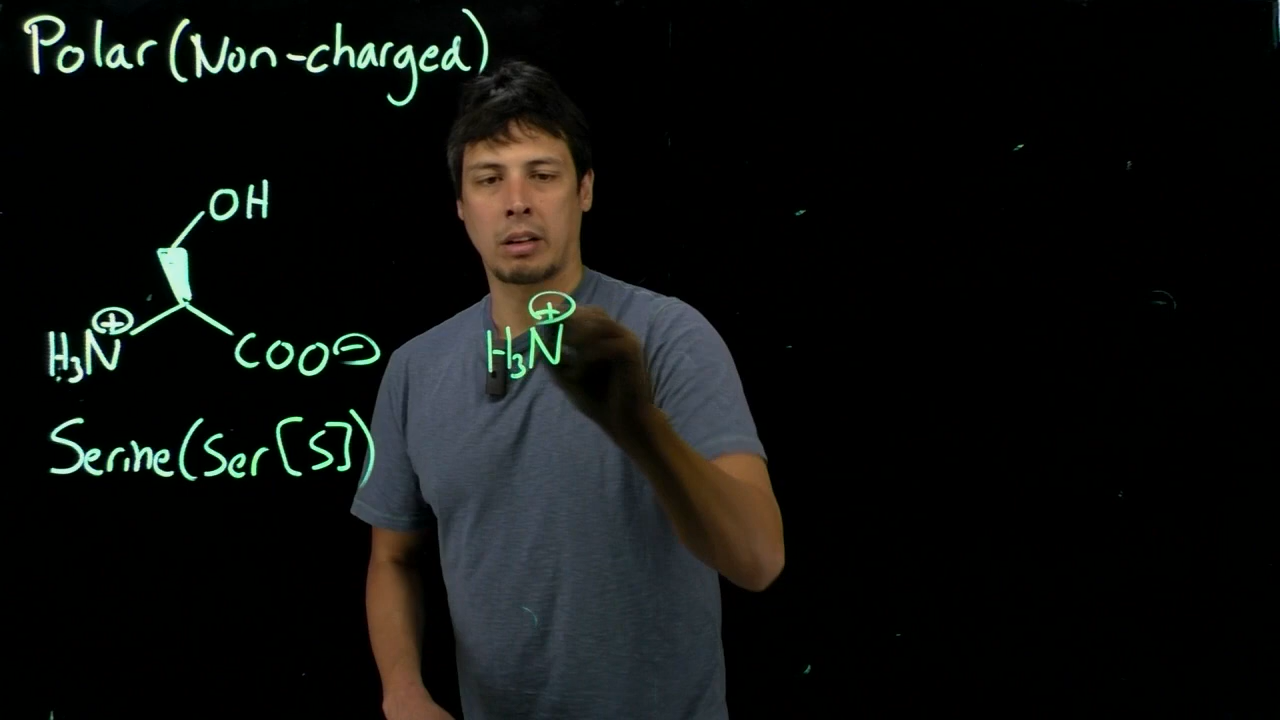 Polar (Non-charged)
OH
H₃N⊕ COO⊖
H₃N⊕
Serine (Ser [S])